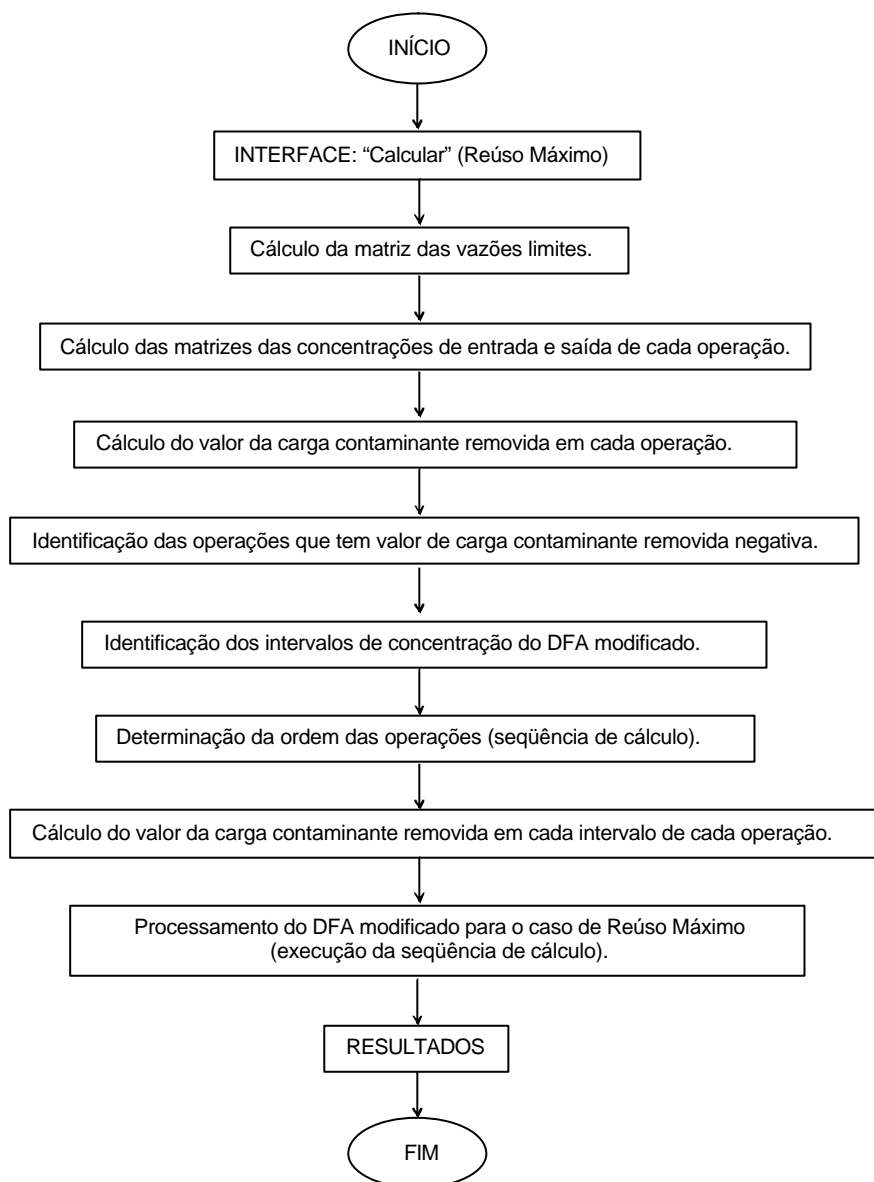 INÍCIO
INTERFACE: “Calcular” (Reúso Máximo)
Cálculo da matriz das vazões limites.
Cálculo das matrizes das concentrações de entrada e saída de cada operação.
Cálculo do valor da carga contaminante removida em cada operação.
Identificação das operações que tem valor de carga contaminante removida negativa.
Identificação dos intervalos de concentração do DFA modificado.
Determinação da ordem das operações (seqüência de cálculo).
Cálculo do valor da carga contaminante removida em cada intervalo de cada operação.
Processamento do DFA modificado para o caso de Reúso Máximo
(execução da seqüência de cálculo).
RESULTADOS
FIM